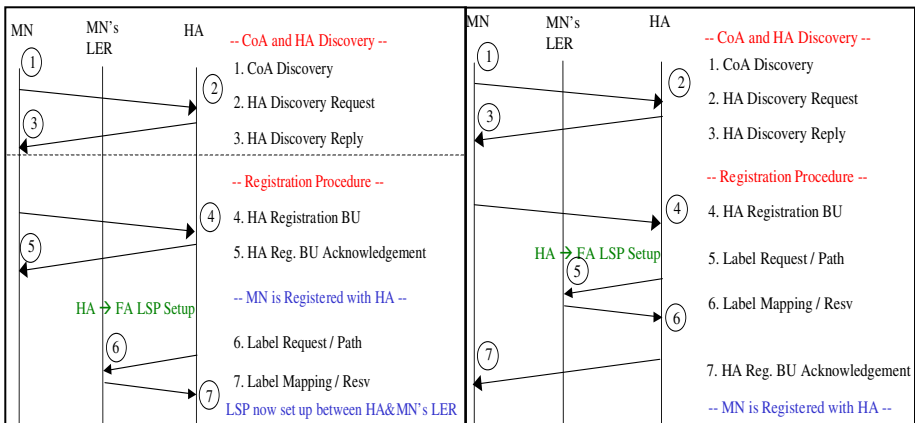 MN
MN's
LER
HA
-- CoA and HA Discovery --
1
1. CoA Discovery
2
2. HA Discovery Request
3
3. HA Discovery Reply
-- Registration Procedure --
4
4. HA Registration BU
5
5. HA Reg. BU Acknowledgement
-- MN is Registered with HA --
HA → FA LSP Setup
6
6. Label Request / Path
7. Label Mapping / Resv
7
LSP now set up between HA&MN's LER
MN
MN's
LER
HA
-- CoA and HA Discovery --
1
1. CoA Discovery
2
2. HA Discovery Request
3
3. HA Discovery Reply
-- Registration Procedure --
4
4. HA Registration BU
HA → FA LSP Setup
5
5. Label Request / Path
6. Label Mapping / Resv
6
7
7. HA Reg. BU Acknowledgement
-- MN is Registered with HA --